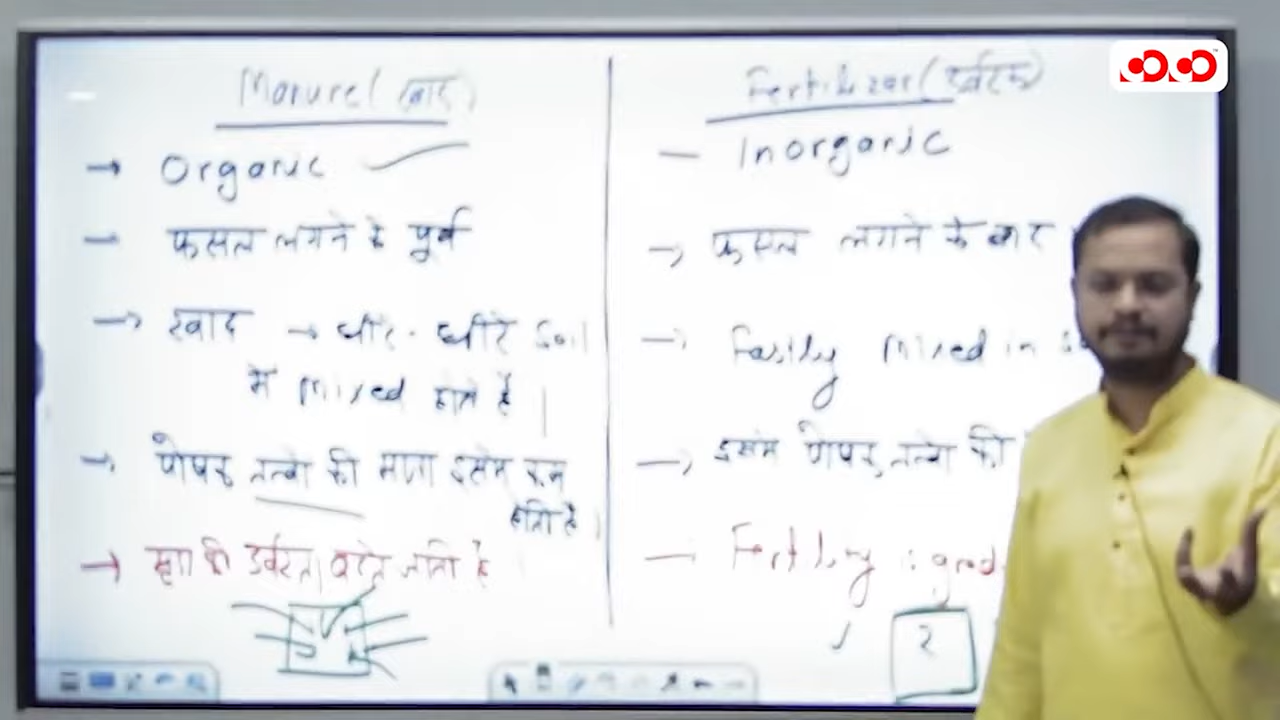 Manure (खाद)
→ Organic
– फसल लगने के पूर्व
→ खाद → धीरे-धीरे Soil
में Mixed होते हैं |
→ पोषक तत्वो की मात्रा इसमें कम
होती है |
→ मृदा की उर्वरता बढ़ते जाती है
Fertilizer (उर्वरक)
– Inorganic
→ फसल लगने के बाद
→ Easily Mixed in
→ इसमें पोषक तत्वो की
– Fertility